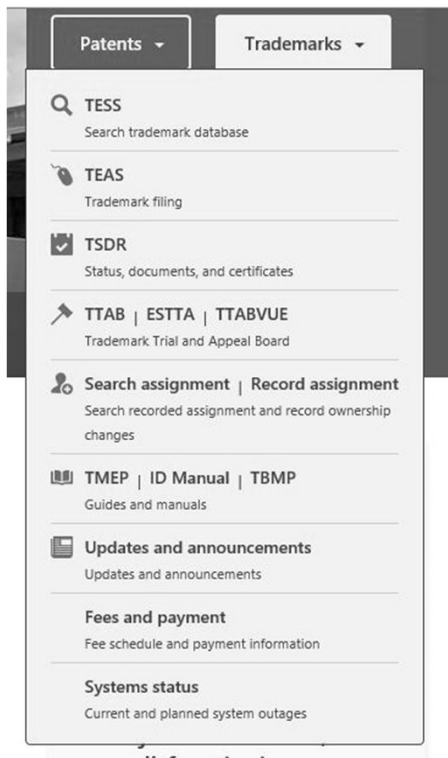 Patents
Trademarks
TESS
Search trademark database
TEAS
Trademark filing
TSDR
Status, documents, and certificates
TTAB | ESTTA | TTABVUE
Trademark Trial and Appeal Board
Search assignment | Record assignment
Search recorded assignment and record ownership
changes
TMEP | ID Manual | TBMP
Guides and manuals
Updates and announcements
Updates and announcements
Fees and payment
Fee schedule and payment information
Systems status
Current and planned system outages